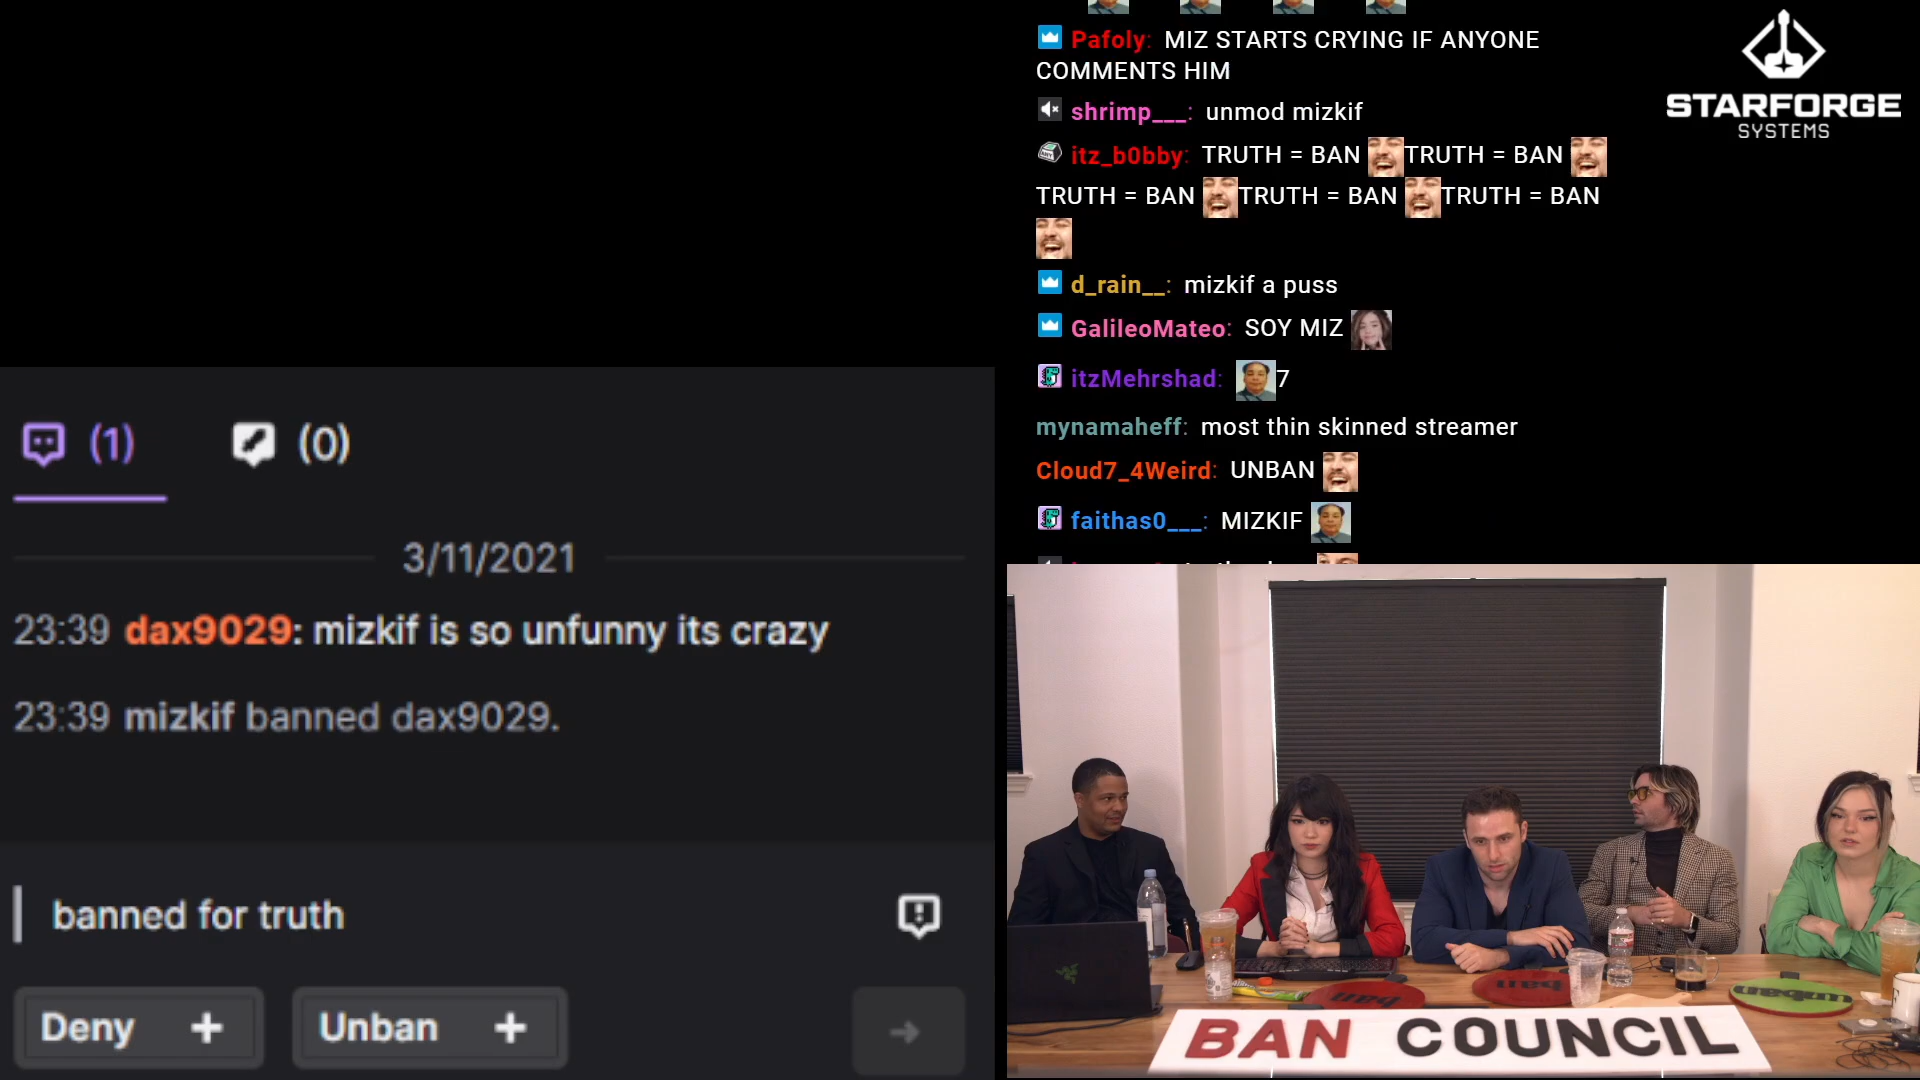 (1) (0)
3/11/2021
23:39 dax9029: mizkif is so unfunny its crazy
23:39 mizkif banned dax9029.
banned for truth
Deny +
Unban +
Pafoly: MIZ STARTS CRYING IF ANYONE
COMMENTS HIM
shrimp___: unmod mizkif
itz_b0bby: TRUTH = BAN TRUTH = BAN
TRUTH = BAN TRUTH = BAN TRUTH = BAN
d_rain__: mizkif a puss
GalileoMateo: SOY MIZ
itzMehrshad: 7
mynamaheff: most thin skinned streamer
Cloud7_4Weird: UNBAN
faithas0___: MIZKIF
STARFORGE
SYSTEMS
ban
ban
unban
BAN COUNCIL